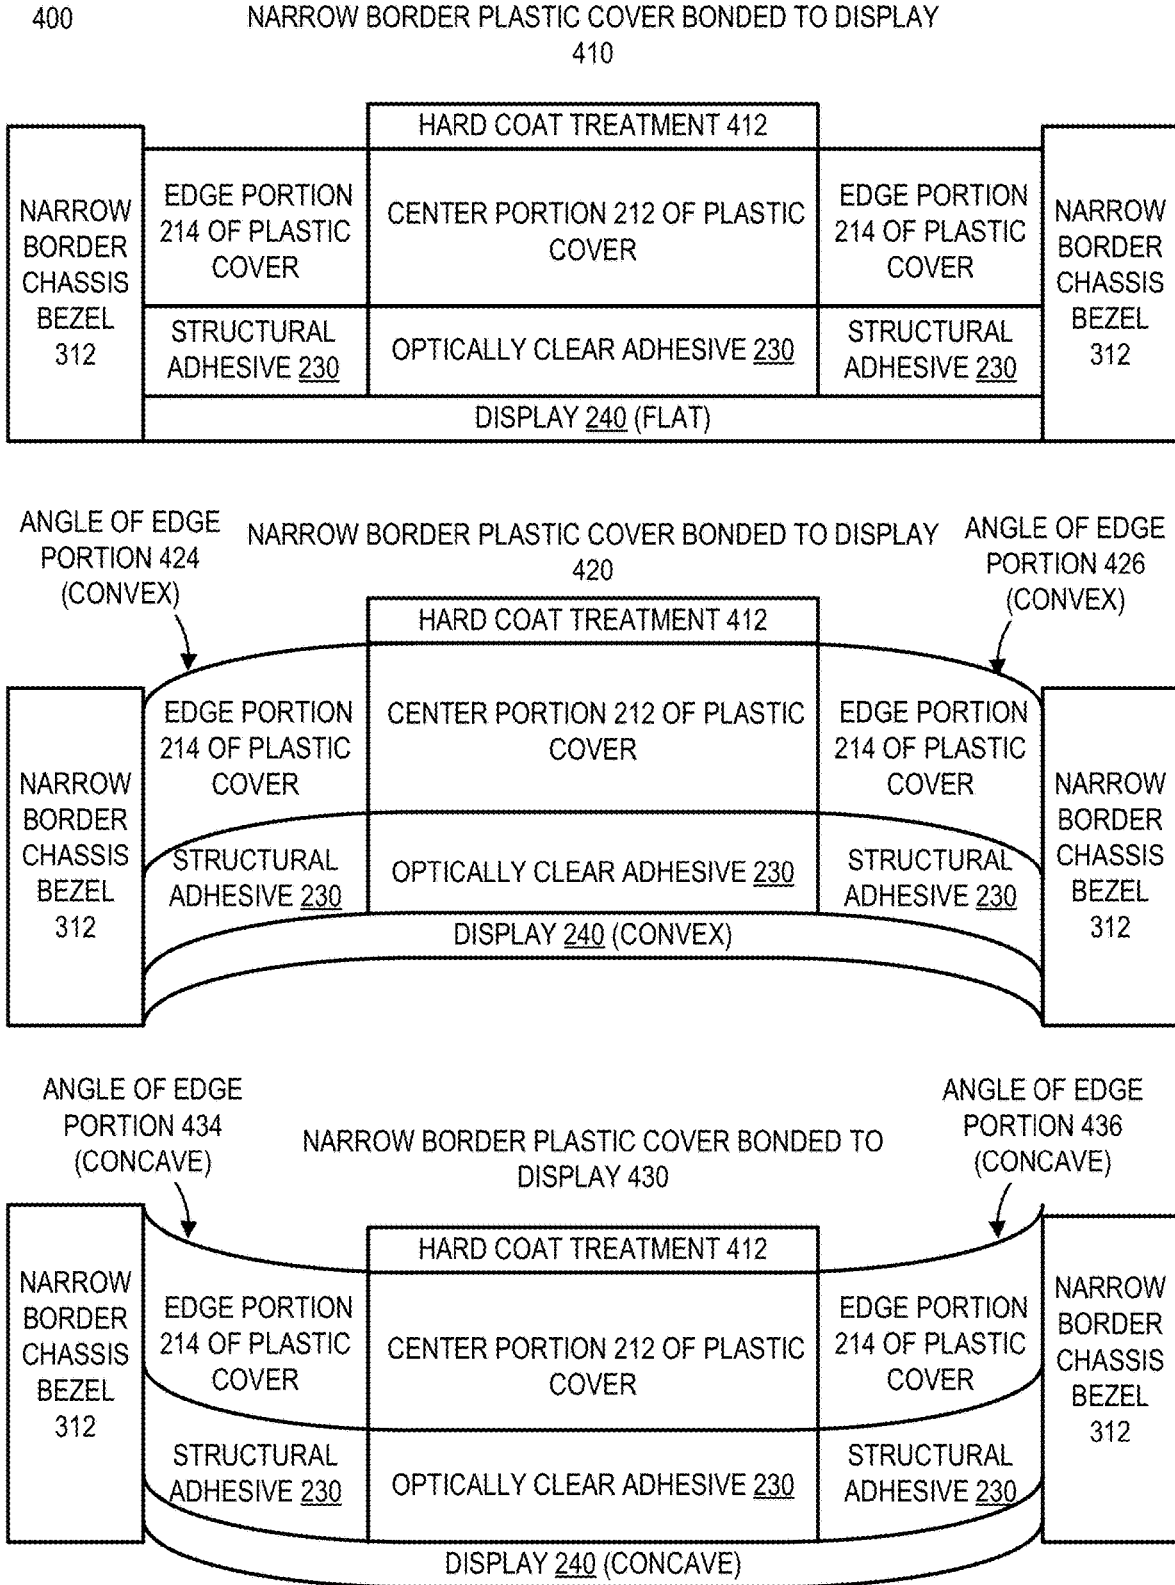 400
NARROW BORDER PLASTIC COVER BONDED TO DISPLAY
410
HARD COAT TREATMENT 412
NARROW
BORDER
CHASSIS
BEZEL
312
EDGE PORTION
214 OF PLASTIC
COVER
CENTER PORTION 212 OF PLASTIC
COVER
EDGE PORTION
214 OF PLASTIC
COVER
NARROW
BORDER
CHASSIS
BEZEL
312
STRUCTURAL
ADHESIVE 230
OPTICALLY CLEAR ADHESIVE 230
STRUCTURAL
ADHESIVE 230
DISPLAY 240 (FLAT)
ANGLE OF EDGE
PORTION 424
(CONVEX)
NARROW BORDER PLASTIC COVER BONDED TO DISPLAY
420
ANGLE OF EDGE
PORTION 426
(CONVEX)
HARD COAT TREATMENT 412
EDGE PORTION
214 OF PLASTIC
COVER
CENTER PORTION 212 OF PLASTIC
COVER
EDGE PORTION
214 OF PLASTIC
COVER
NARROW
BORDER
CHASSIS
BEZEL
312
NARROW
BORDER
CHASSIS
BEZEL
312
STRUCTURAL
ADHESIVE 230
OPTICALLY CLEAR ADHESIVE 230
STRUCTURAL
ADHESIVE 230
DISPLAY 240 (CONVEX)
ANGLE OF EDGE
PORTION 434
(CONCAVE)
NARROW BORDER PLASTIC COVER BONDED TO
DISPLAY 430
ANGLE OF EDGE
PORTION 436
(CONCAVE)
HARD COAT TREATMENT 412
NARROW
BORDER
CHASSIS
BEZEL
312
EDGE PORTION
214 OF PLASTIC
COVER
CENTER PORTION 212 OF PLASTIC
COVER
EDGE PORTION
214 OF PLASTIC
COVER
NARROW
BORDER
CHASSIS
BEZEL
312
STRUCTURAL
ADHESIVE 230
OPTICALLY CLEAR ADHESIVE 230
STRUCTURAL
ADHESIVE 230
DISPLAY 240 (CONCAVE)